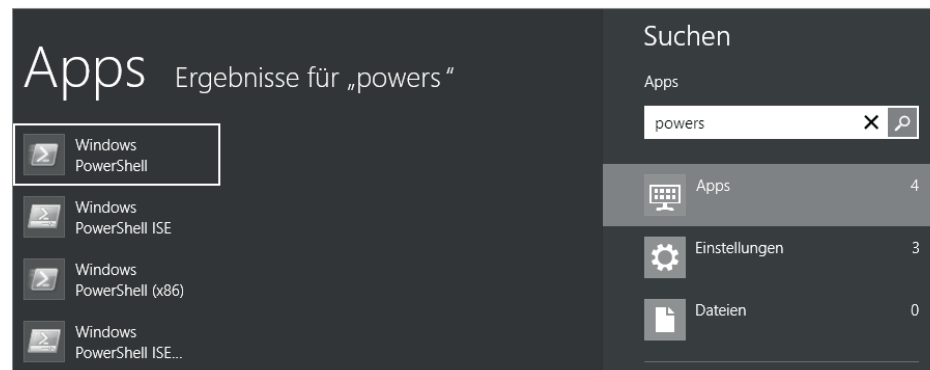 Apps Ergebnisse für „powers“
Windows
PowerShell
Windows
PowerShell ISE
Windows
PowerShell (x86)
Windows
PowerShell ISE...
Suchen
Apps
powers
Apps 4
Einstellungen 3
Dateien 0